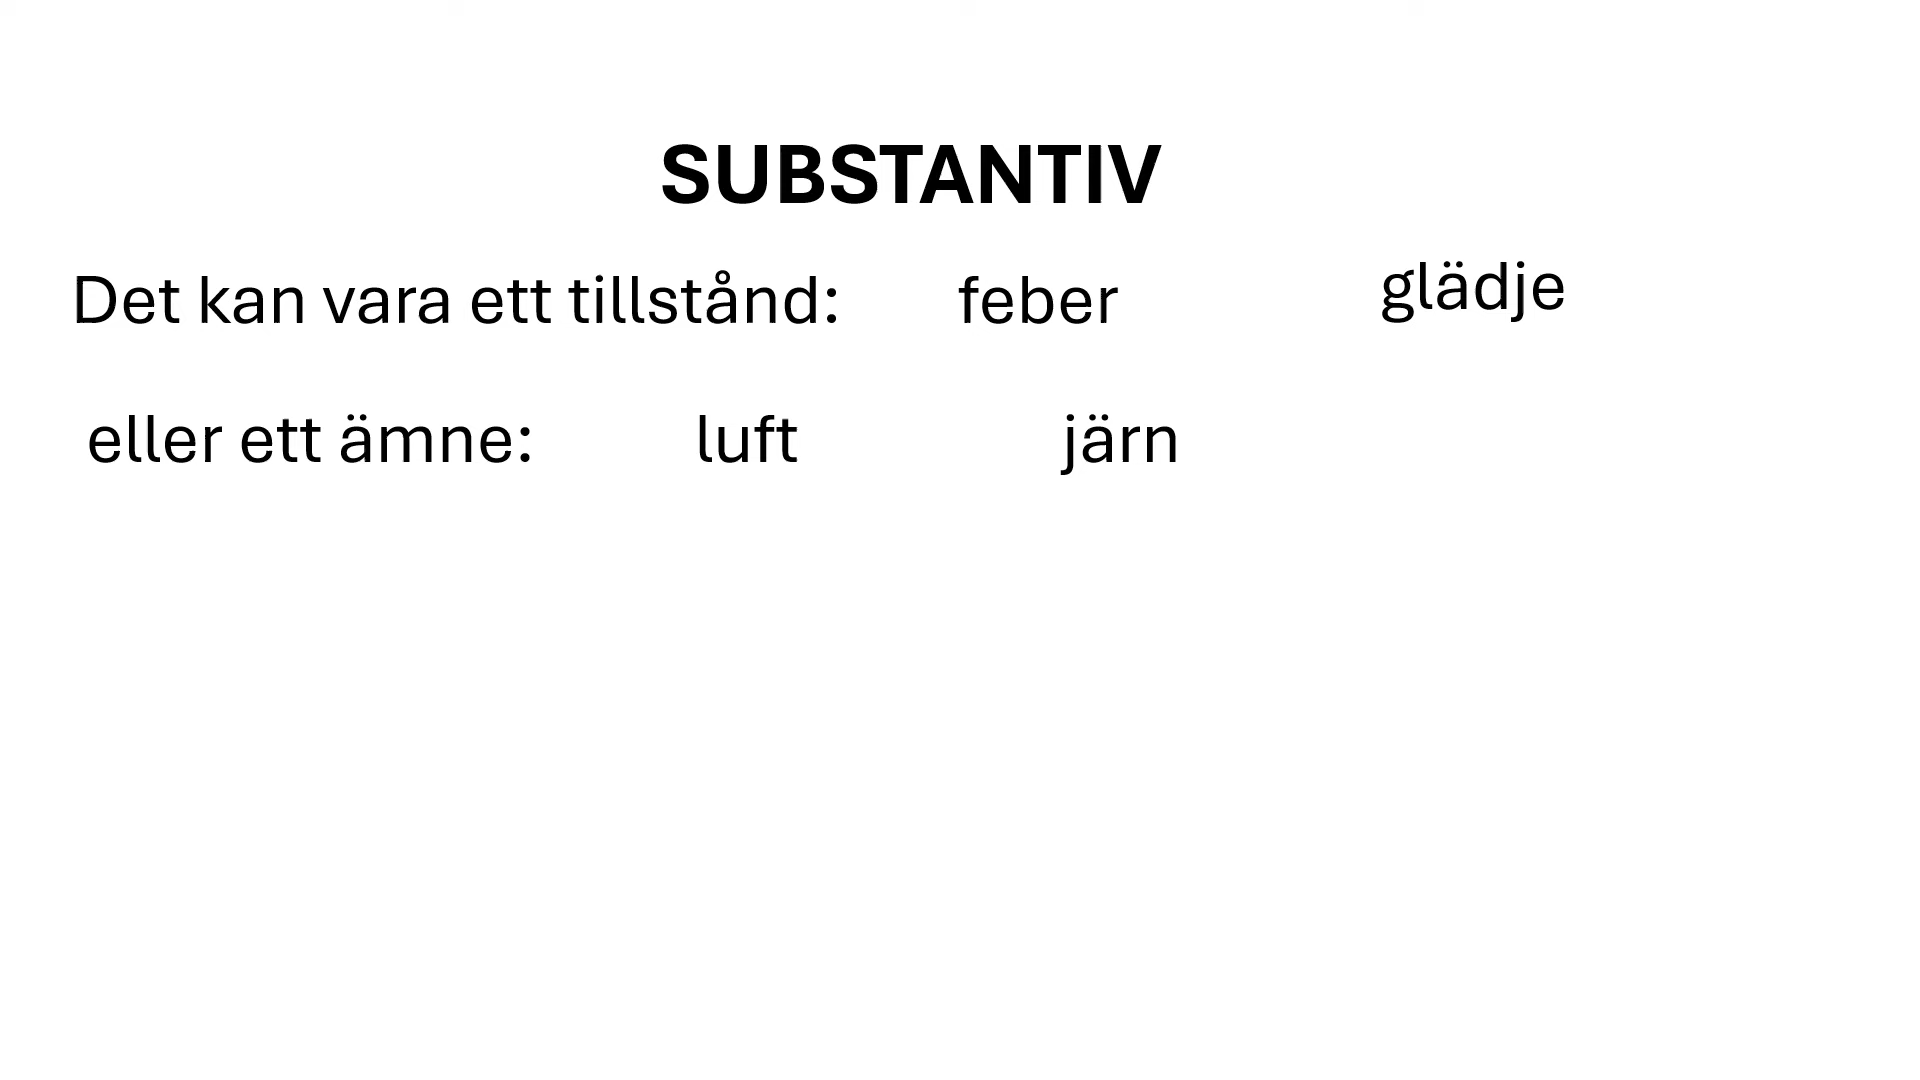 SUBSTANTIV
Det kan vara ett tillstånd: feber glädje
eller ett ämne: luft järn